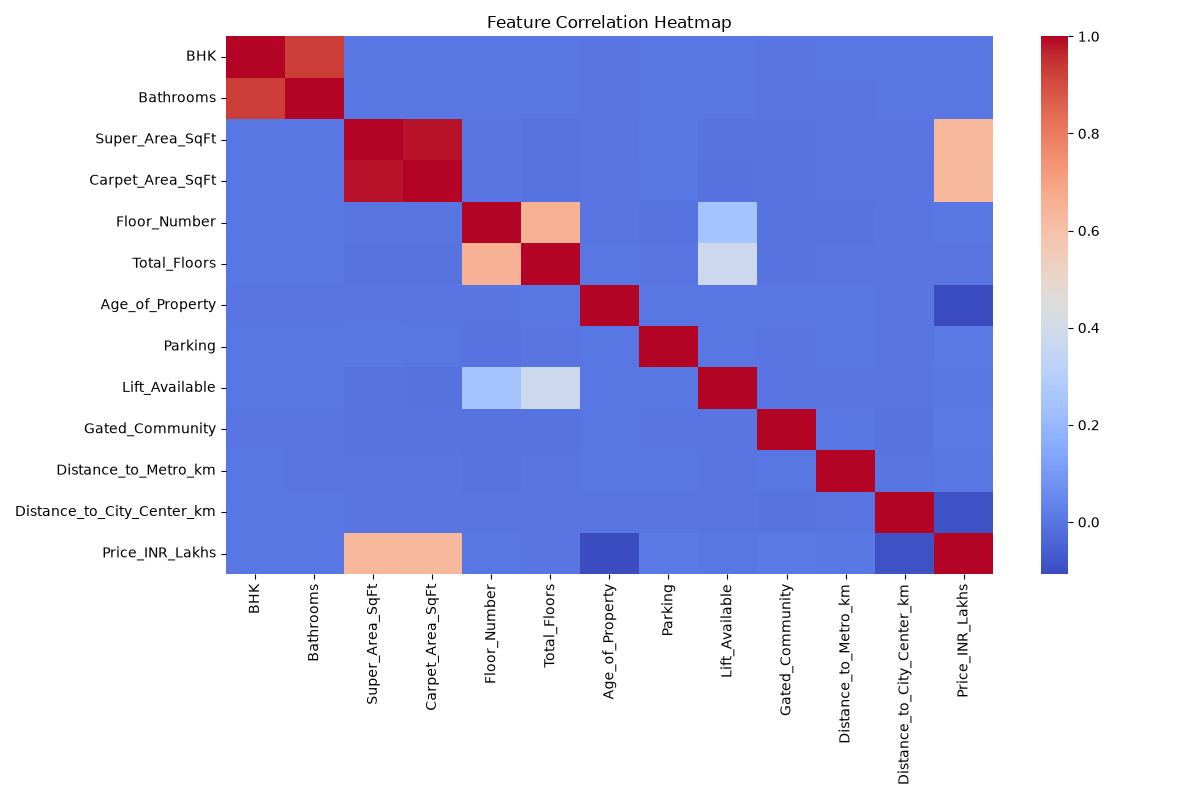 Feature Correlation Heatmap
BHK
Bathrooms
Super_Area_SqFt
Carpet_Area_SqFt
Floor_Number
Total_Floors
Age_of_Property
Parking
Lift_Available
Gated_Community
Distance_to_Metro_km
Distance_to_City_Center_km
Price_INR_Lakhs
BHK
Bathrooms
Super_Area_SqFt
Carpet_Area_SqFt
Floor_Number
Total_Floors
Age_of_Property
Parking
Lift_Available
Gated_Community
Distance_to_Metro_km
Distance_to_City_Center_km
Price_INR_Lakhs
1.0
0.8
0.6
0.4
0.2
0.0